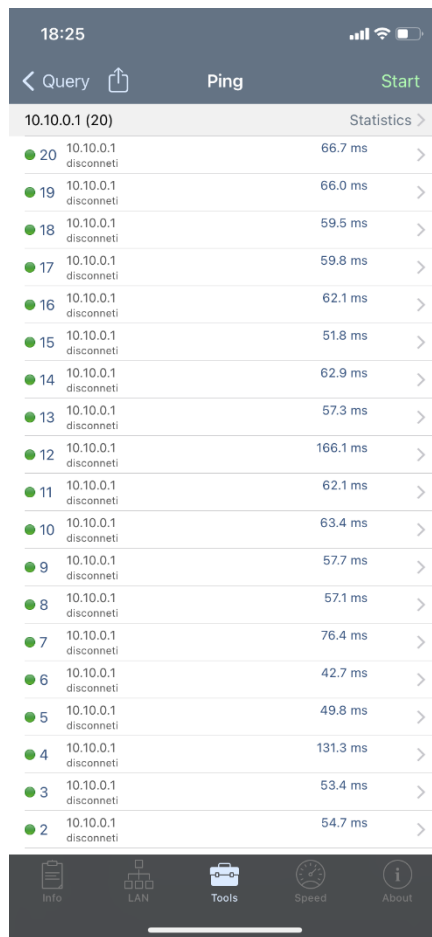 18:25
Query Ping Start
10.10.0.1 (20) Statistics
20 10.10.0.1 66.7 ms
disconneti
19 10.10.0.1 66.0 ms
disconneti
18 10.10.0.1 59.5 ms
disconneti
17 10.10.0.1 59.8 ms
disconneti
16 10.10.0.1 62.1 ms
disconneti
15 10.10.0.1 51.8 ms
disconneti
14 10.10.0.1 62.9 ms
disconneti
13 10.10.0.1 57.3 ms
disconneti
12 10.10.0.1 166.1 ms
disconneti
11 10.10.0.1 62.1 ms
disconneti
10 10.10.0.1 63.4 ms
disconneti
9 10.10.0.1 57.7 ms
disconneti
8 10.10.0.1 57.1 ms
disconneti
7 10.10.0.1 76.4 ms
disconneti
6 10.10.0.1 42.7 ms
disconneti
5 10.10.0.1 49.8 ms
disconneti
4 10.10.0.1 131.3 ms
disconneti
3 10.10.0.1 53.4 ms
disconneti
2 10.10.0.1 54.7 ms
disconneti
Info LAN Tools Speed About